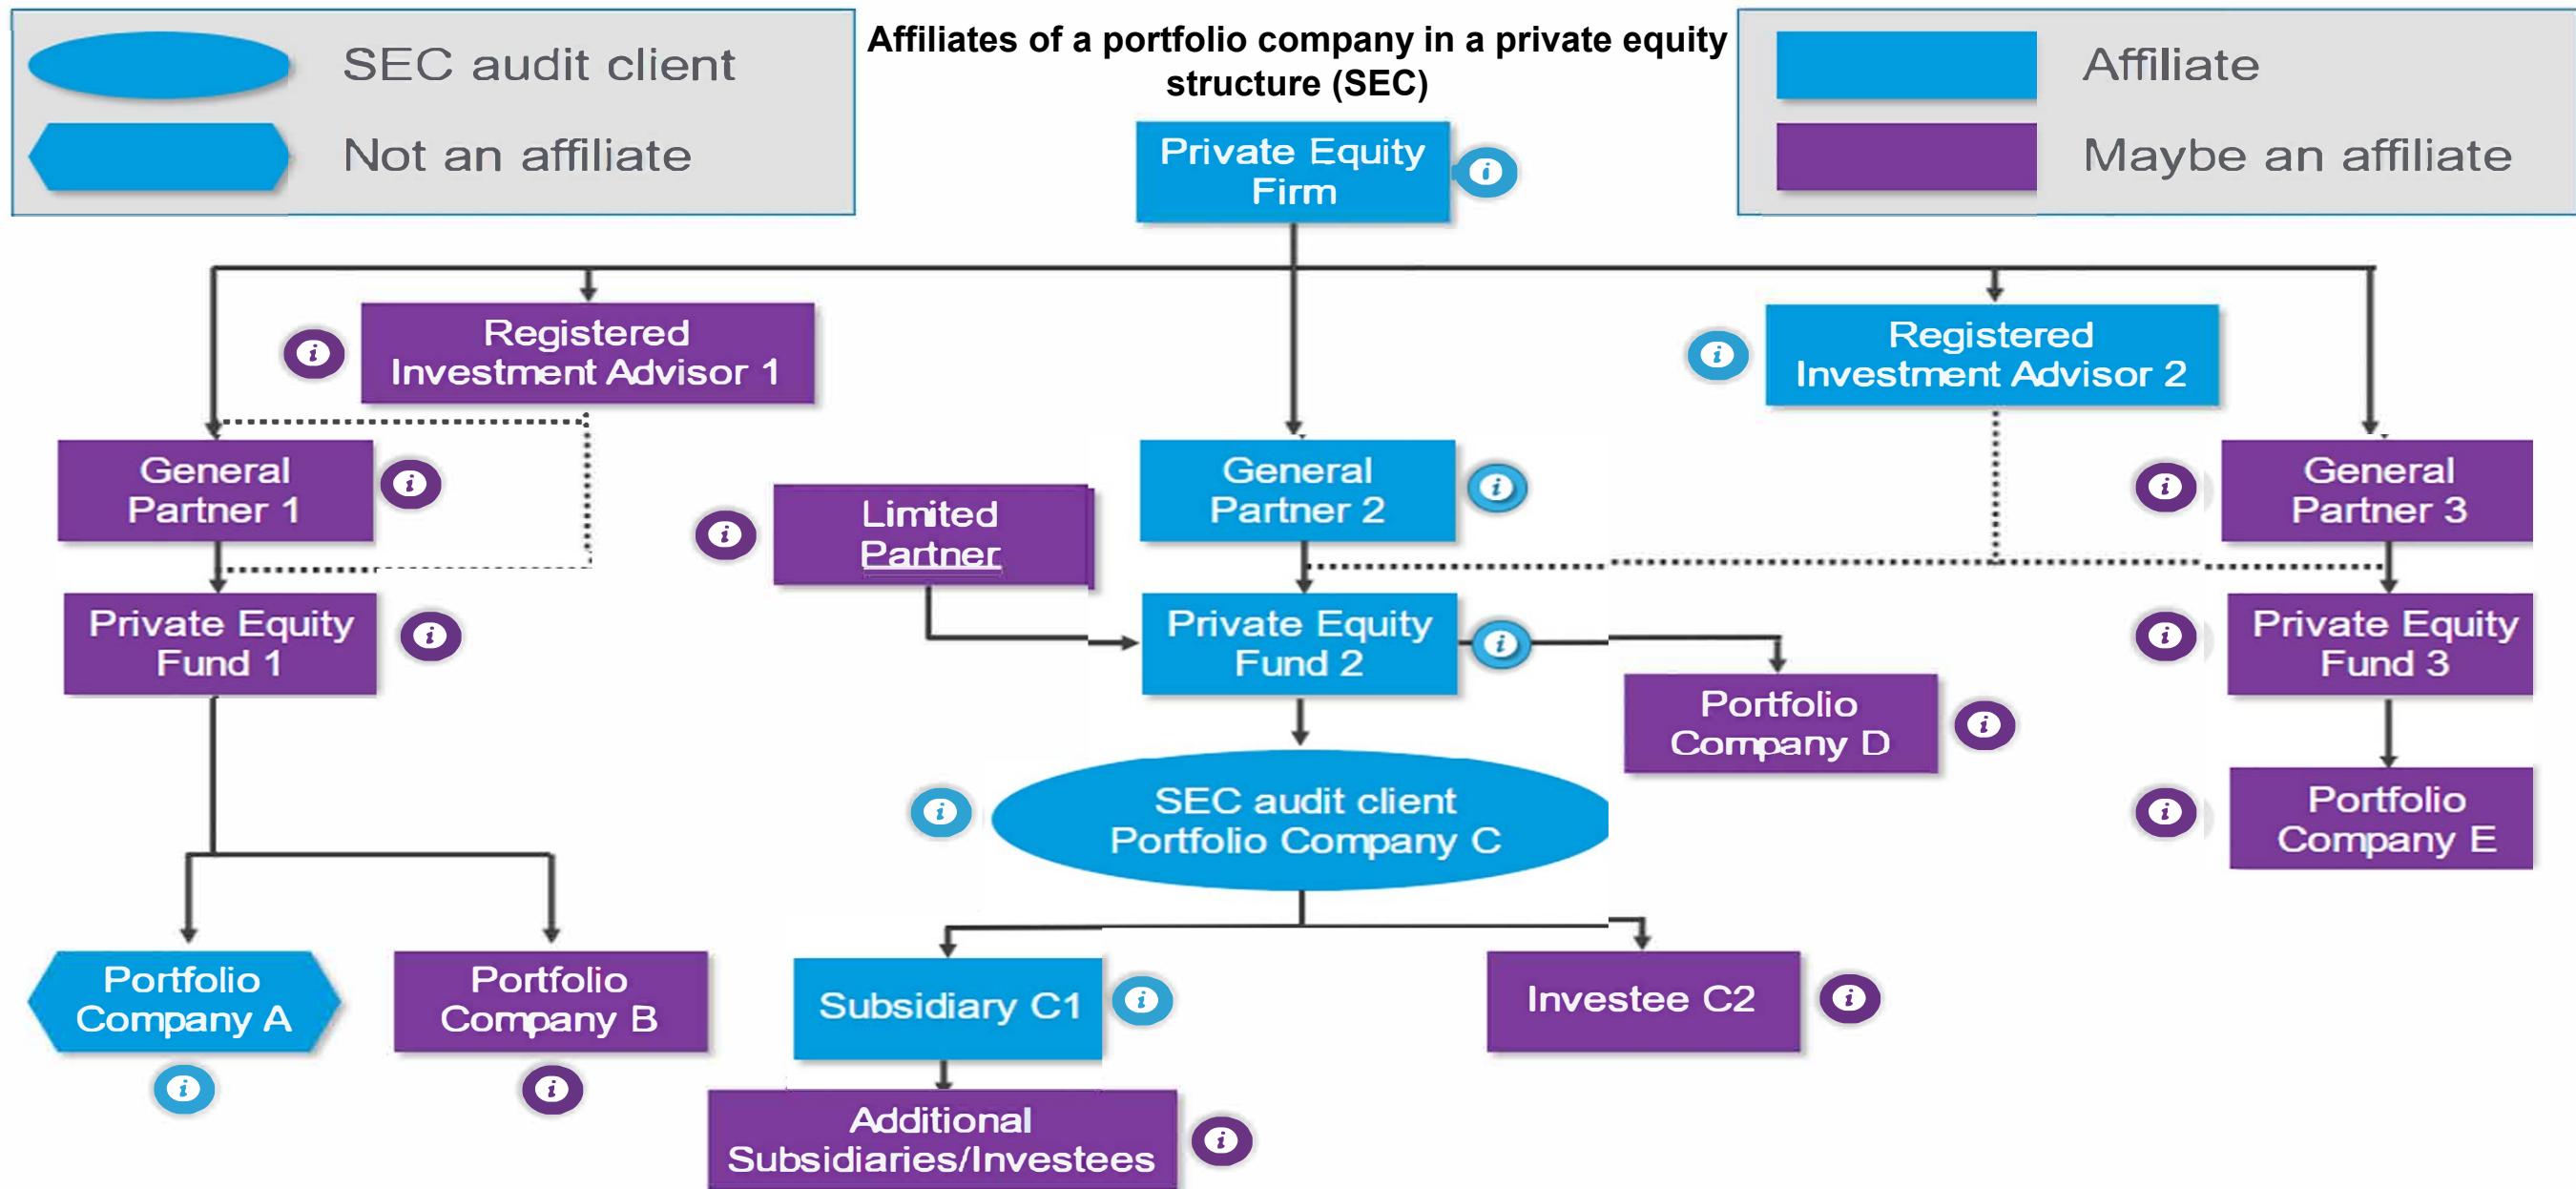 SEC audit client
Not an affiliate
Affiliates of a portfolio company in a private equity
structure (SEC)
Affiliate
Maybe an affiliate
Private Equity
Firm
i
Registered
Investment Advisor 1
i
Registered
Investment Advisor 2
i
General
Partner 1
i
Limited
Partner
i
General
Partner 2
i
General
Partner 3
i
Private Equity
Fund 1
i
Private Equity
Fund 2
i
Private Equity
Fund 3
i
Portfolio
Company D
i
SEC audit client
Portfolio Company C
i
Portfolio
Company E
i
Portfolio
Company A
i
Portfolio
Company B
i
Subsidiary C1
i
Investee C2
i
Additional
Subsidiaries/Investees
i